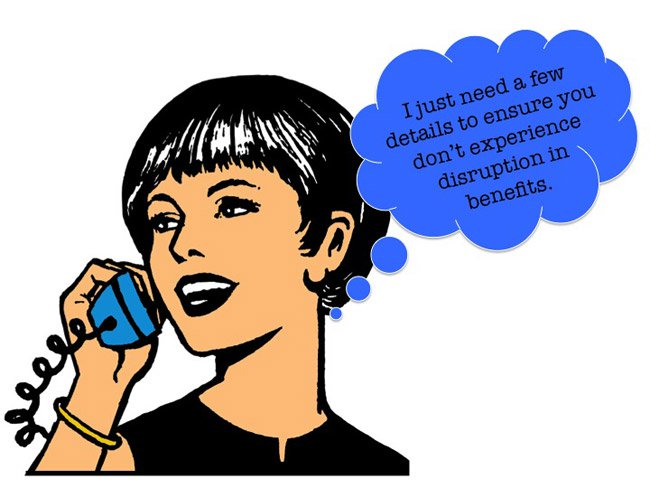 I just need a few
details to ensure you
don't experience
disruption in
benefits.